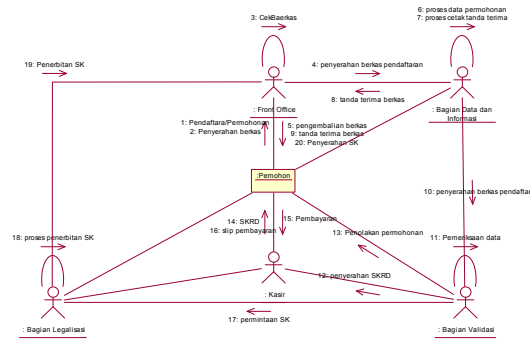 6: proses data permohonan
7: proses cetak tanda terima
3: CekBaerkas
19: Penerbitan SK
4: penyerahan berkas pendaftaran
8: tanda terima berkas
: Front Office
: Bagian Data dan
Informasi
1: Pendaftara/Permohonan
2: Penyerahan berkas
5: pengembalian berkas
9: tanda terima berkas
20: Penyerahan SK
:Pemohon
10: penyerahan berkas pendaftar
14: SKRD
16: slip pembayaran
15: Pembayaran
13: Penolakan permohonan
18: proses penerbitan SK
11: Pemeriksaan data
12: penyerahan SKRD
: Kasir
: Bagian Legalisasi
17: permintaan SK
: Bagian Validasi